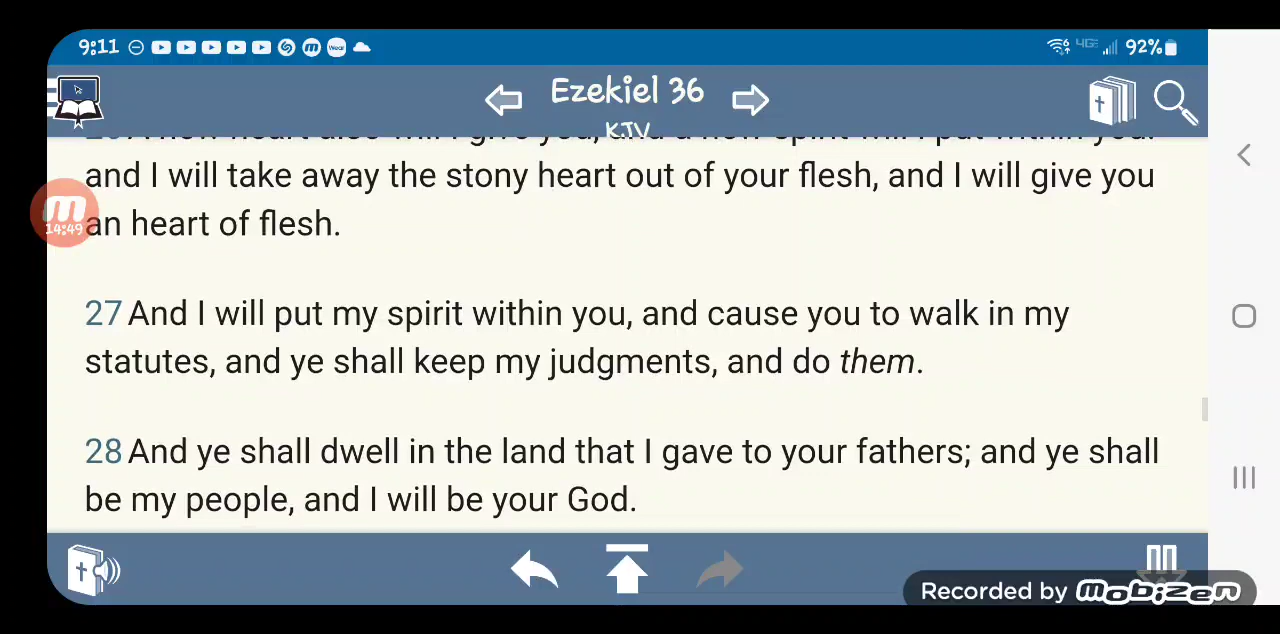 9:11 Wear 4GE 92%
Ezekiel 36
KJV
and I will take away the stony heart out of your flesh, and I will give you
14:49 an heart of flesh.
27 And I will put my spirit within you, and cause you to walk in my
statutes, and ye shall keep my judgments, and do them.
28 And ye shall dwell in the land that I gave to your fathers; and ye shall
be my people, and I will be your God.
Recorded by mobizen